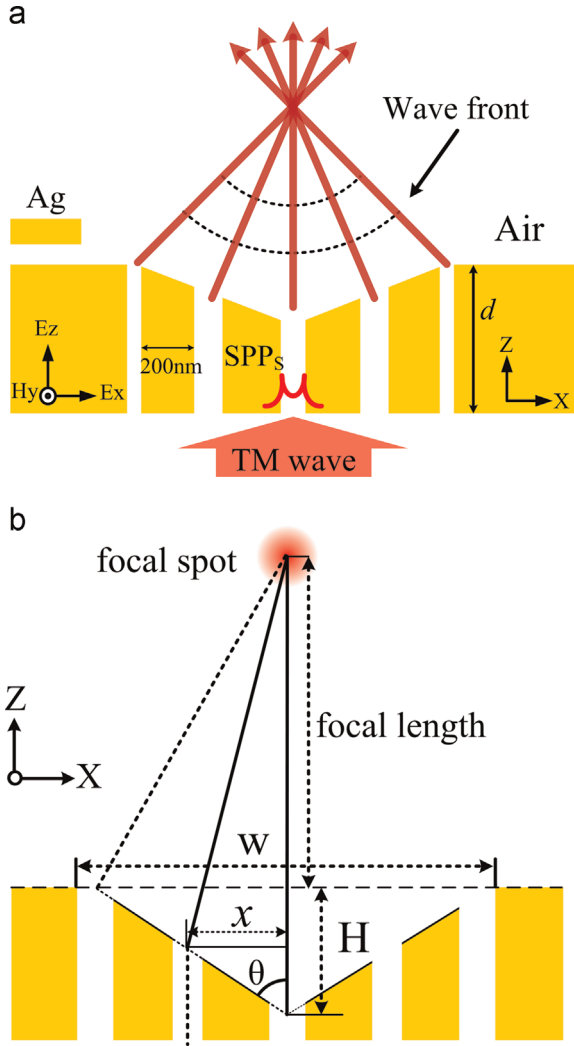 a
Wave front
Ag
Air
d
Ez
200nm
SPPS
Z
Hy
Ex
X
TM wave
b
focal spot
Z
focal length
X
w
x
H
θ